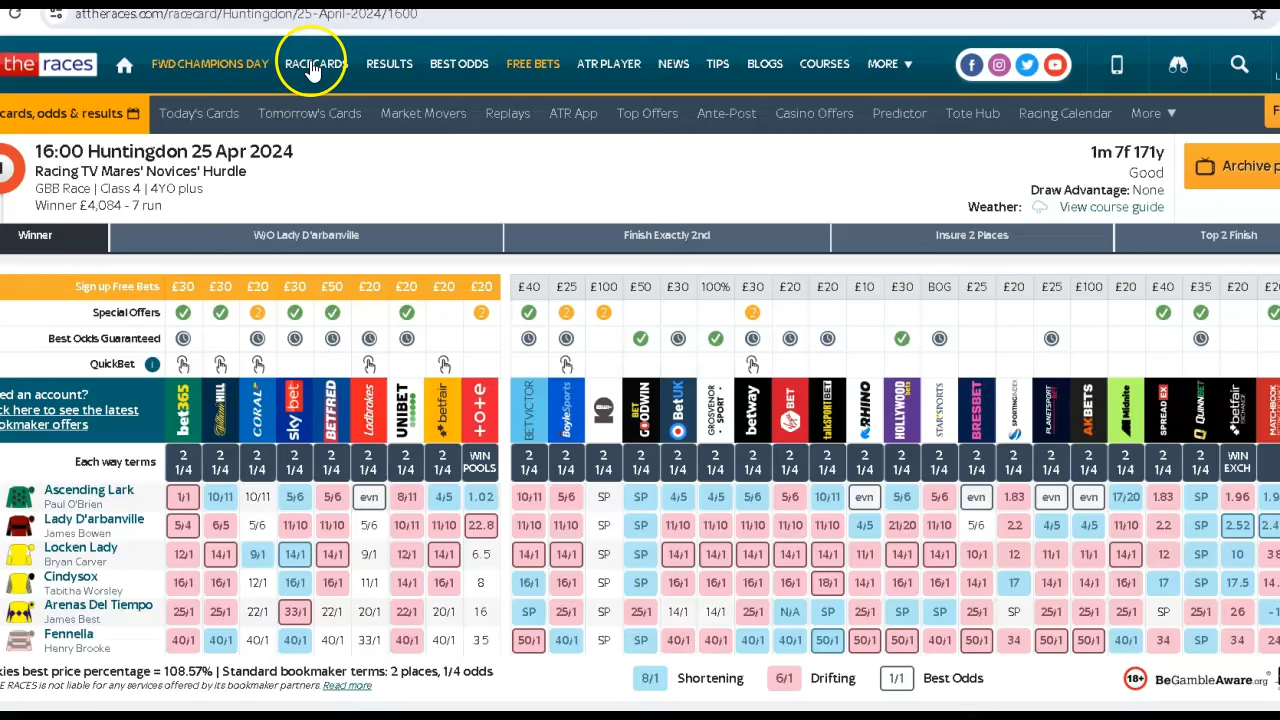 attheraces.com/racecard/Huntingdon/25-April-2024/1600
the races FWD CHAMPIONS DAY RACECARDS RESULTS BEST ODDS FREE BETS ATR PLAYER NEWS TIPS BLOGS COURSES MORE
cards, odds & results Today's Cards Tomorrow's Cards Market Movers Replays ATR App Top Offers Ante-Post Casino Offers Predictor Tote Hub Racing Calendar More
16:00 Huntingdon 25 Apr 2024 1m 7f 171y
Racing TV Mares' Novices' Hurdle Good Archive
GBB Race | Class 4 | 4YO plus Draw Advantage: None
Winner £4,084 - 7 run Weather: View course guide
Winner W/O Lady D'arbanville Finish Exactly 2nd Insure 2 Places Top 2 Finish
Sign up Free Bets £30 £30 £20 £30 £50 £20 £20 £20 £20 £40 £25 £100 £50 £30 100% £30 £20 £20 £10 £30 BOG £25 £20 £25 £100 £20 £40 £35 £20
Special Offers 2 2 2 2 2
Best Odds Guaranteed
QuickBet
ed an account?
ck here to see the latest
okmaker offers
bet365 William HILL CORAL sky bet BETFRED Ladbrokes UNIBET betfair tote BETVICTOR BoyleSports 10 BET GOODWIN BetUK GROSVENOR SPORT betway VIRGIN BET talkSPORT BET RHINO HOLLYWOOD bets STAR SPORTS BRESBET SPORTING INDEX PLANETSPORT BET AK BETS Midnite SPREADEX QUINNBET betfair EXCHANGE
Each way terms 2 1/4 2 1/4 2 1/4 2 1/4 2 1/4 2 1/4 2 1/4 2 1/4 WIN POOLS 2 1/4 2 1/4 2 1/4 2 1/4 2 1/4 2 1/4 2 1/4 2 1/4 2 1/4 2 1/4 2 1/4 2 1/4 2 1/4 2 1/4 2 1/4 2 1/4 2 1/4 2 1/4 2 1/4 WIN EXCH
Ascending Lark 1/1 10/11 10/11 5/6 5/6 evn 8/11 4/5 1.02 10/11 5/6 SP SP 4/5 4/5 5/6 5/6 10/11 evn 5/6 5/6 evn 1.83 evn evn 17/20 1.83 SP 1.96
Paul O'Brien
Lady D'arbanville 5/4 6/5 5/6 11/10 11/10 5/6 10/11 11/10 22.8 11/10 11/10 SP SP 11/10 11/10 11/10 11/10 11/10 4/5 21/20 11/10 5/6 2.2 4/5 4/5 11/10 2.2 SP 2.52
James Bowen
Locken Lady 12/1 14/1 9/1 14/1 14/1 9/1 12/1 14/1 6.5 14/1 14/1 SP SP 14/1 14/1 14/1 14/1 14/1 11/1 14/1 14/1 10/1 12 11/1 11/1 14/1 12 SP 10
Bryan Carver
Cindysox 16/1 16/1 12/1 16/1 16/1 11/1 14/1 16/1 8 16/1 16/1 SP SP 16/1 16/1 16/1 16/1 18/1 14/1 16/1 16/1 14/1 17 14/1 14/1 16/1 17 SP 17.5
Tabitha Worsley
Arenas Del Tiempo 25/1 25/1 22/1 33/1 22/1 20/1 22/1 20/1 16 SP 25/1 SP 25/1 14/1 14/1 25/1 N/A SP 25/1 SP SP 25/1 SP 25/1 25/1 25/1 SP 25/1 26
James Best
Fennella 40/1 40/1 40/1 40/1 40/1 33/1 40/1 40/1 35 50/1 40/1 SP SP 40/1 40/1 40/1 40/1 50/1 50/1 50/1 40/1 50/1 34 50/1 50/1 40/1 34 SP 34
Henry Brooke
kies best price percentage = 108.57% | Standard bookmaker terms: 2 places, 1/4 odds 8/1 Shortening 6/1 Drifting 1/1 Best Odds 18+ BeGambleAware.org
E RACES is not liable for any services offered by its bookmaker partners. Read more